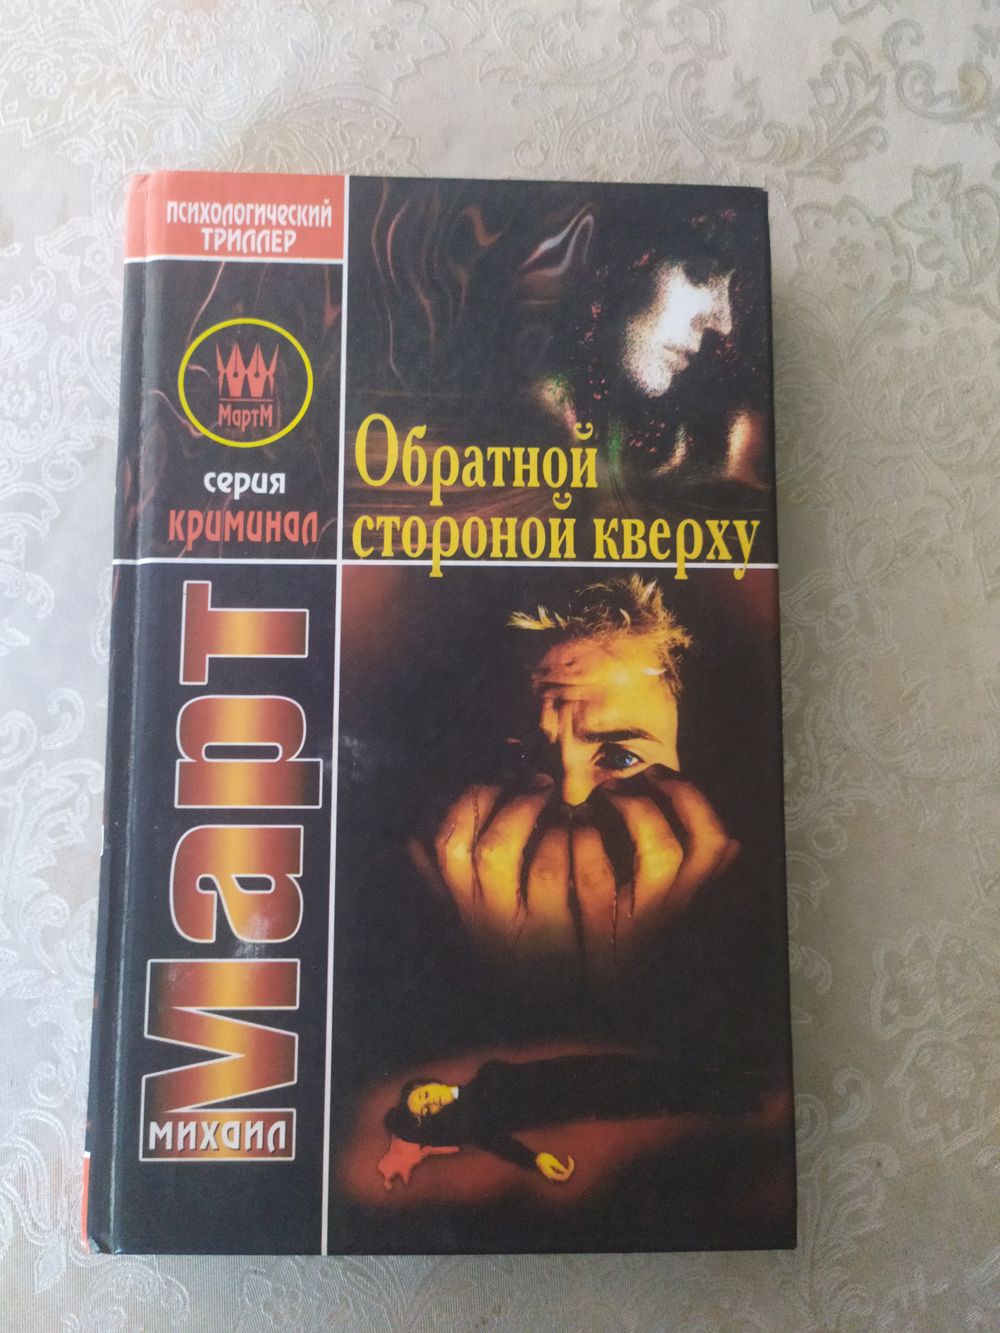 ПСИХОЛОГИЧЕСКИЙ
ТРИЛЛЕР
МартМ
серия
криминал
Обратной
стороной кверху
Март
МИХАИЛ